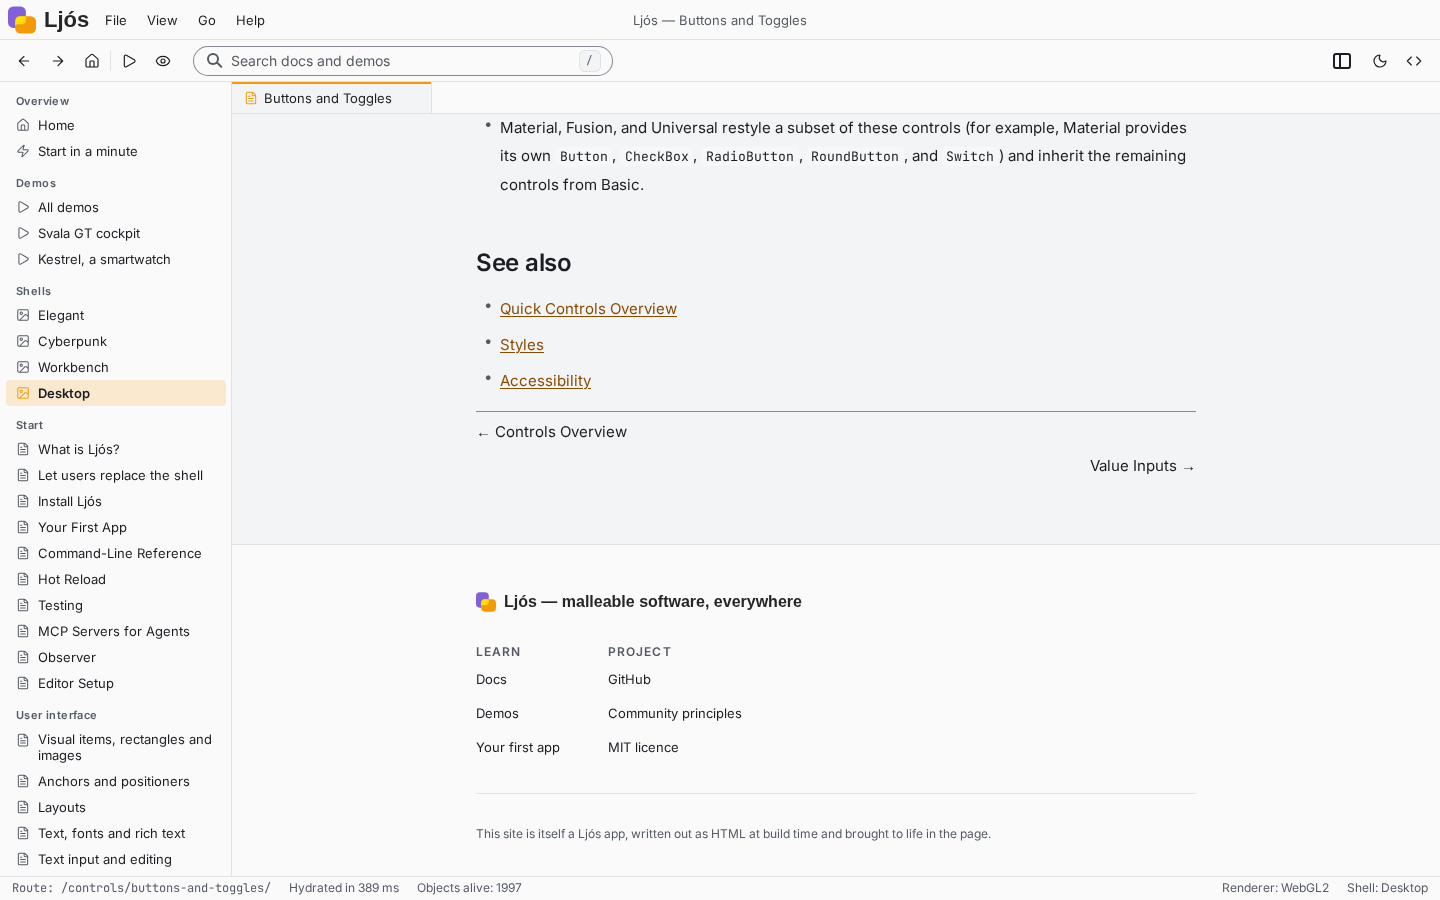 Ljós
File
View
Go
Help
Ljós — Buttons and Toggles
Search docs and demos
/
Overview
Home
Start in a minute
Demos
All demos
Svala GT cockpit
Kestrel, a smartwatch
Shells
Elegant
Cyberpunk
Workbench
Desktop
Start
What is Ljós?
Let users replace the shell
Install Ljós
Your First App
Command-Line Reference
Hot Reload
Testing
MCP Servers for Agents
Observer
Editor Setup
User interface
Visual items, rectangles and
images
Anchors and positioners
Layouts
Text, fonts and rich text
Text input and editing
Buttons and Toggles
• Material, Fusion, and Universal restyle a subset of these controls (for example, Material provides
its own Button, CheckBox, RadioButton, RoundButton, and Switch) and inherit the remaining
controls from Basic.
See also
• Quick Controls Overview
• Styles
• Accessibility
← Controls Overview
Value Inputs →
Ljós — malleable software, everywhere
LEARN
Docs
Demos
Your first app
PROJECT
GitHub
Community principles
MIT licence
This site is itself a Ljós app, written out as HTML at build time and brought to life in the page.
Route: /controls/buttons-and-toggles/
Hydrated in 389 ms
Objects alive: 1997
Renderer: WebGL2
Shell: Desktop